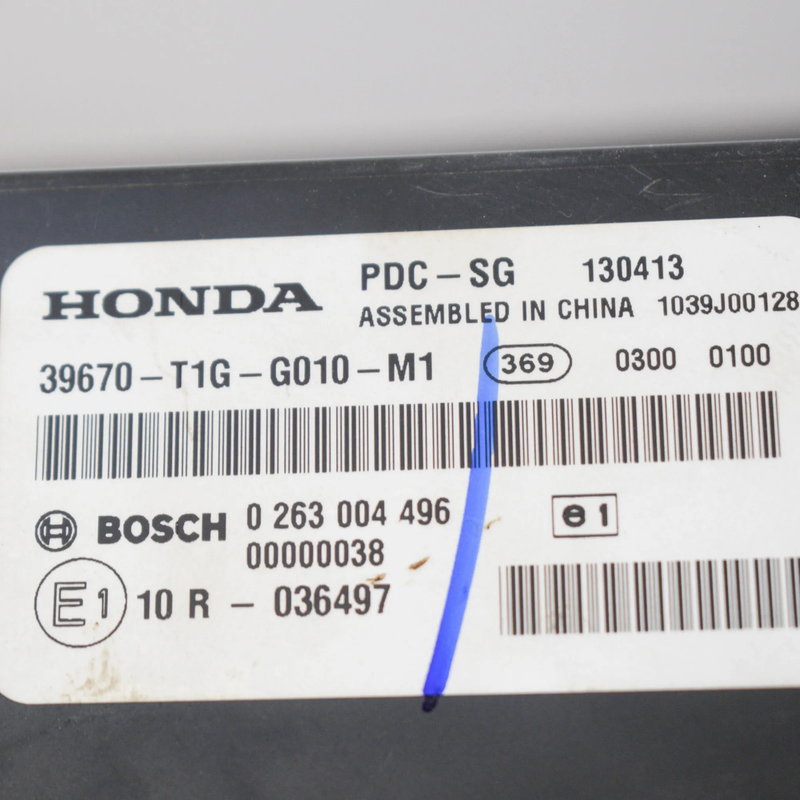 HONDA PDC-SG 130413
ASSEMBLED IN CHINA 1039J00128
39670-T1G-G010-M1 369 0300 0100
BOSCH 0 263 004 496 e1
00000038
E1 10 R - 036497